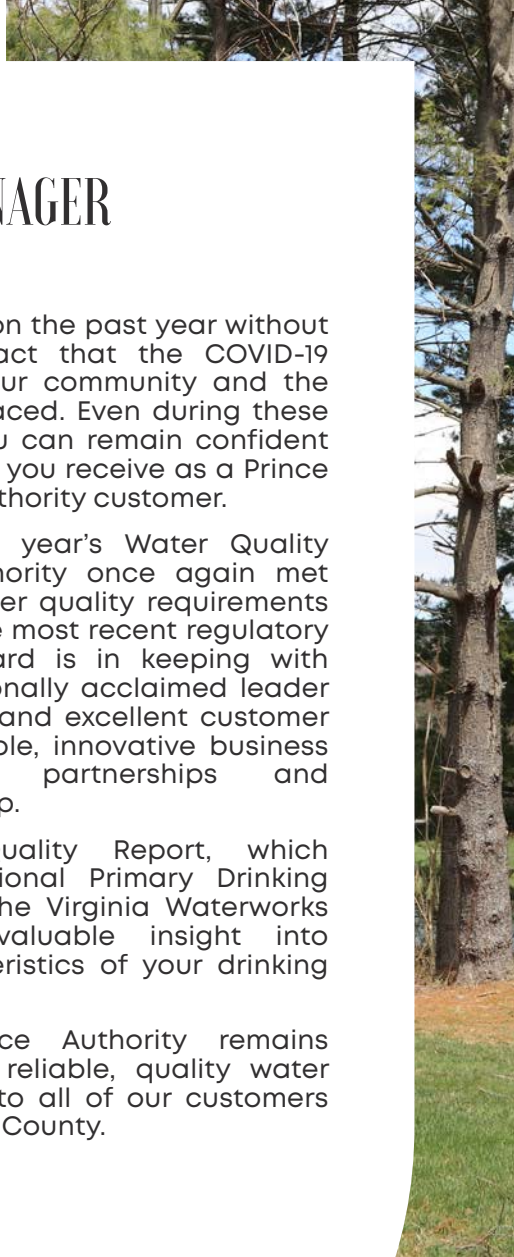 NAGER
on the past year without
act that the COVID-19
ur community and the
aced. Even during these
u can remain confident
you receive as a Prince
thority customer.
year's Water Quality
hority once again met
er quality requirements
e most recent regulatory
ard is in keeping with
onally acclaimed leader
and excellent customer
ble, innovative business
partnerships and
p.
uality Report, which
ional Primary Drinking
he Virginia Waterworks
valuable insight into
eristics of your drinking
ce Authority remains
reliable, quality water
to all of our customers
County.